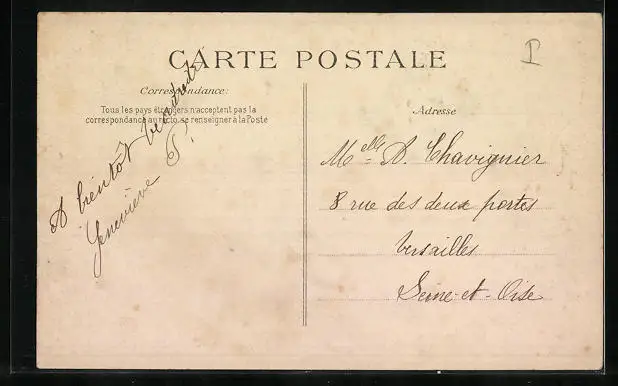 CARTE POSTALE
Correspondance:
Tous les pays étrangers n'acceptent pas la
correspondance au recto, se renseigner à la Poste
A bientôt Vendredi
Geneviève P.
Adresse
Melle A. Chavignier
8 rue des deux portes
Versailles
Seine-et-Oise